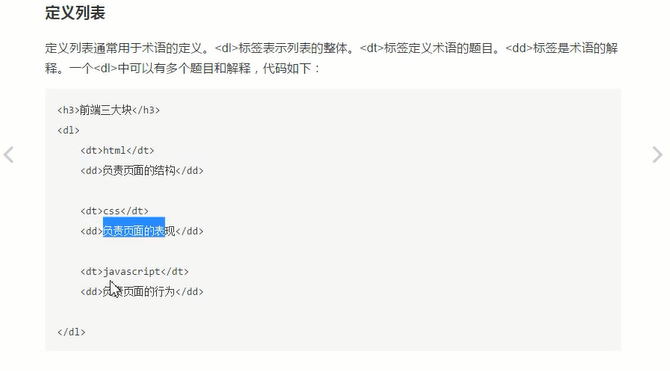 定义列表
定义列表通常用于术语的定义。<dl>标签表示列表的整体。<dt>标签定义术语的题目。<dd>标签是术语的解
释。一个<dl>中可以有多个题目和解释，代码如下：
<h3>前端三大块</h3>
<dl>
    <dt>html</dt>
    <dd>负责页面的结构</dd>
    <dt>css</dt>
    <dd>负责页面的表现</dd>
    <dt>javascript</dt>
    <dd>负责页面的行为</dd>
</dl>